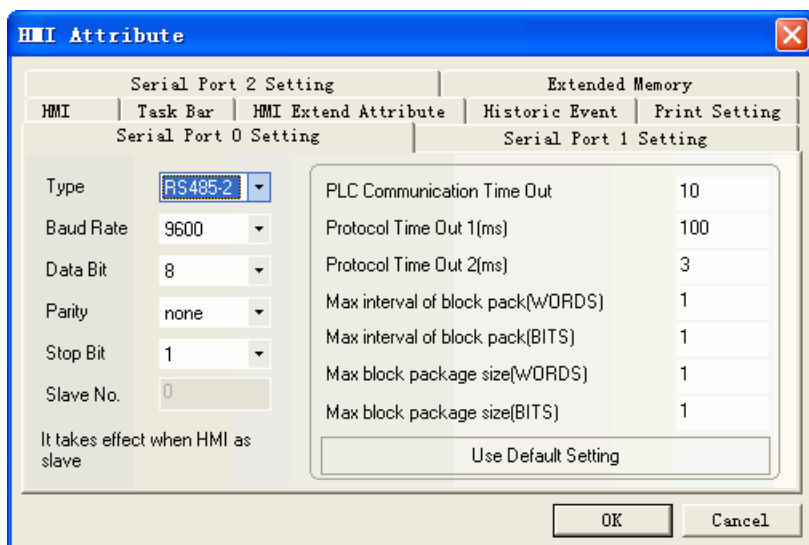 HMI Attribute
Serial Port 2 Setting
Extended Memory
HMI
Task Bar
HMI Extend Attribute
Historic Event
Print Setting
Serial Port 0 Setting
Serial Port 1 Setting
Type
RS485-2
Baud Rate
9600
Data Bit
8
Parity
none
Stop Bit
1
Slave No.
0
It takes effect when HMI as
slave
PLC Communication Time Out
10
Protocol Time Out 1(ms)
100
Protocol Time Out 2(ms)
3
Max interval of block pack(WORDS)
1
Max interval of block pack(BITS)
1
Max block package size(WORDS)
1
Max block package size(BITS)
1
Use Default Setting
OK
Cancel